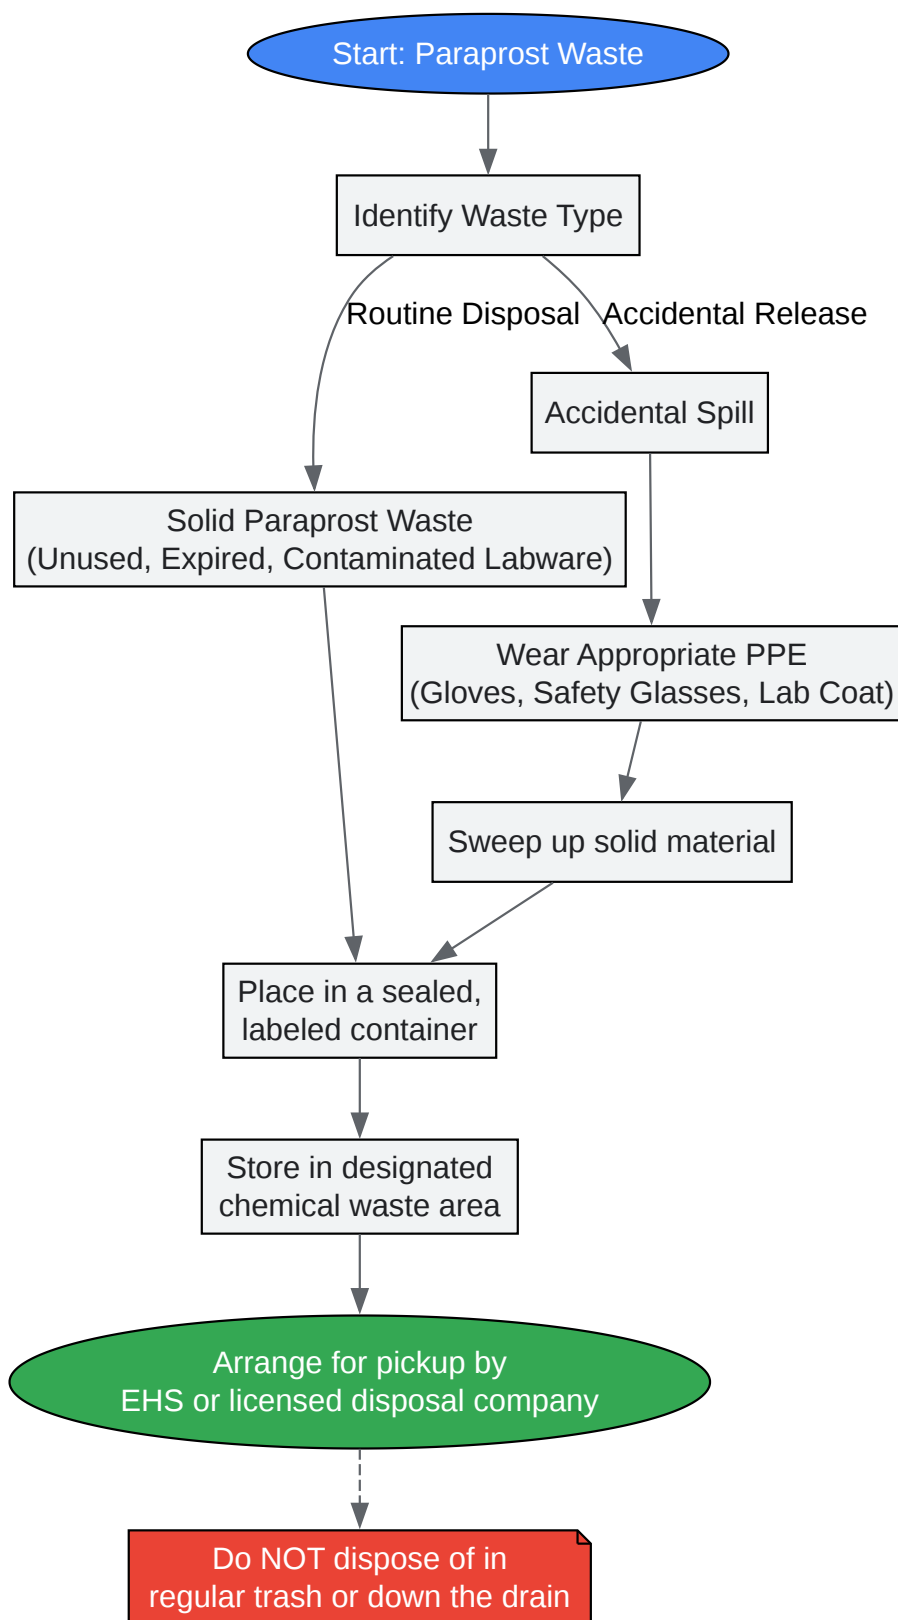 Start: Paraprost Waste
Identify Waste Type
Routine Disposal
Accidental Release
Accidental Spill
Solid Paraprost Waste
(Unused, Expired, Contaminated Labware)
Wear Appropriate PPE
(Gloves, Safety Glasses, Lab Coat)
Sweep up solid material
Place in a sealed,
labeled container
Store in designated
chemical waste area
Arrange for pickup by
EHS or licensed disposal company
Do NOT dispose of in
regular trash or down the drain